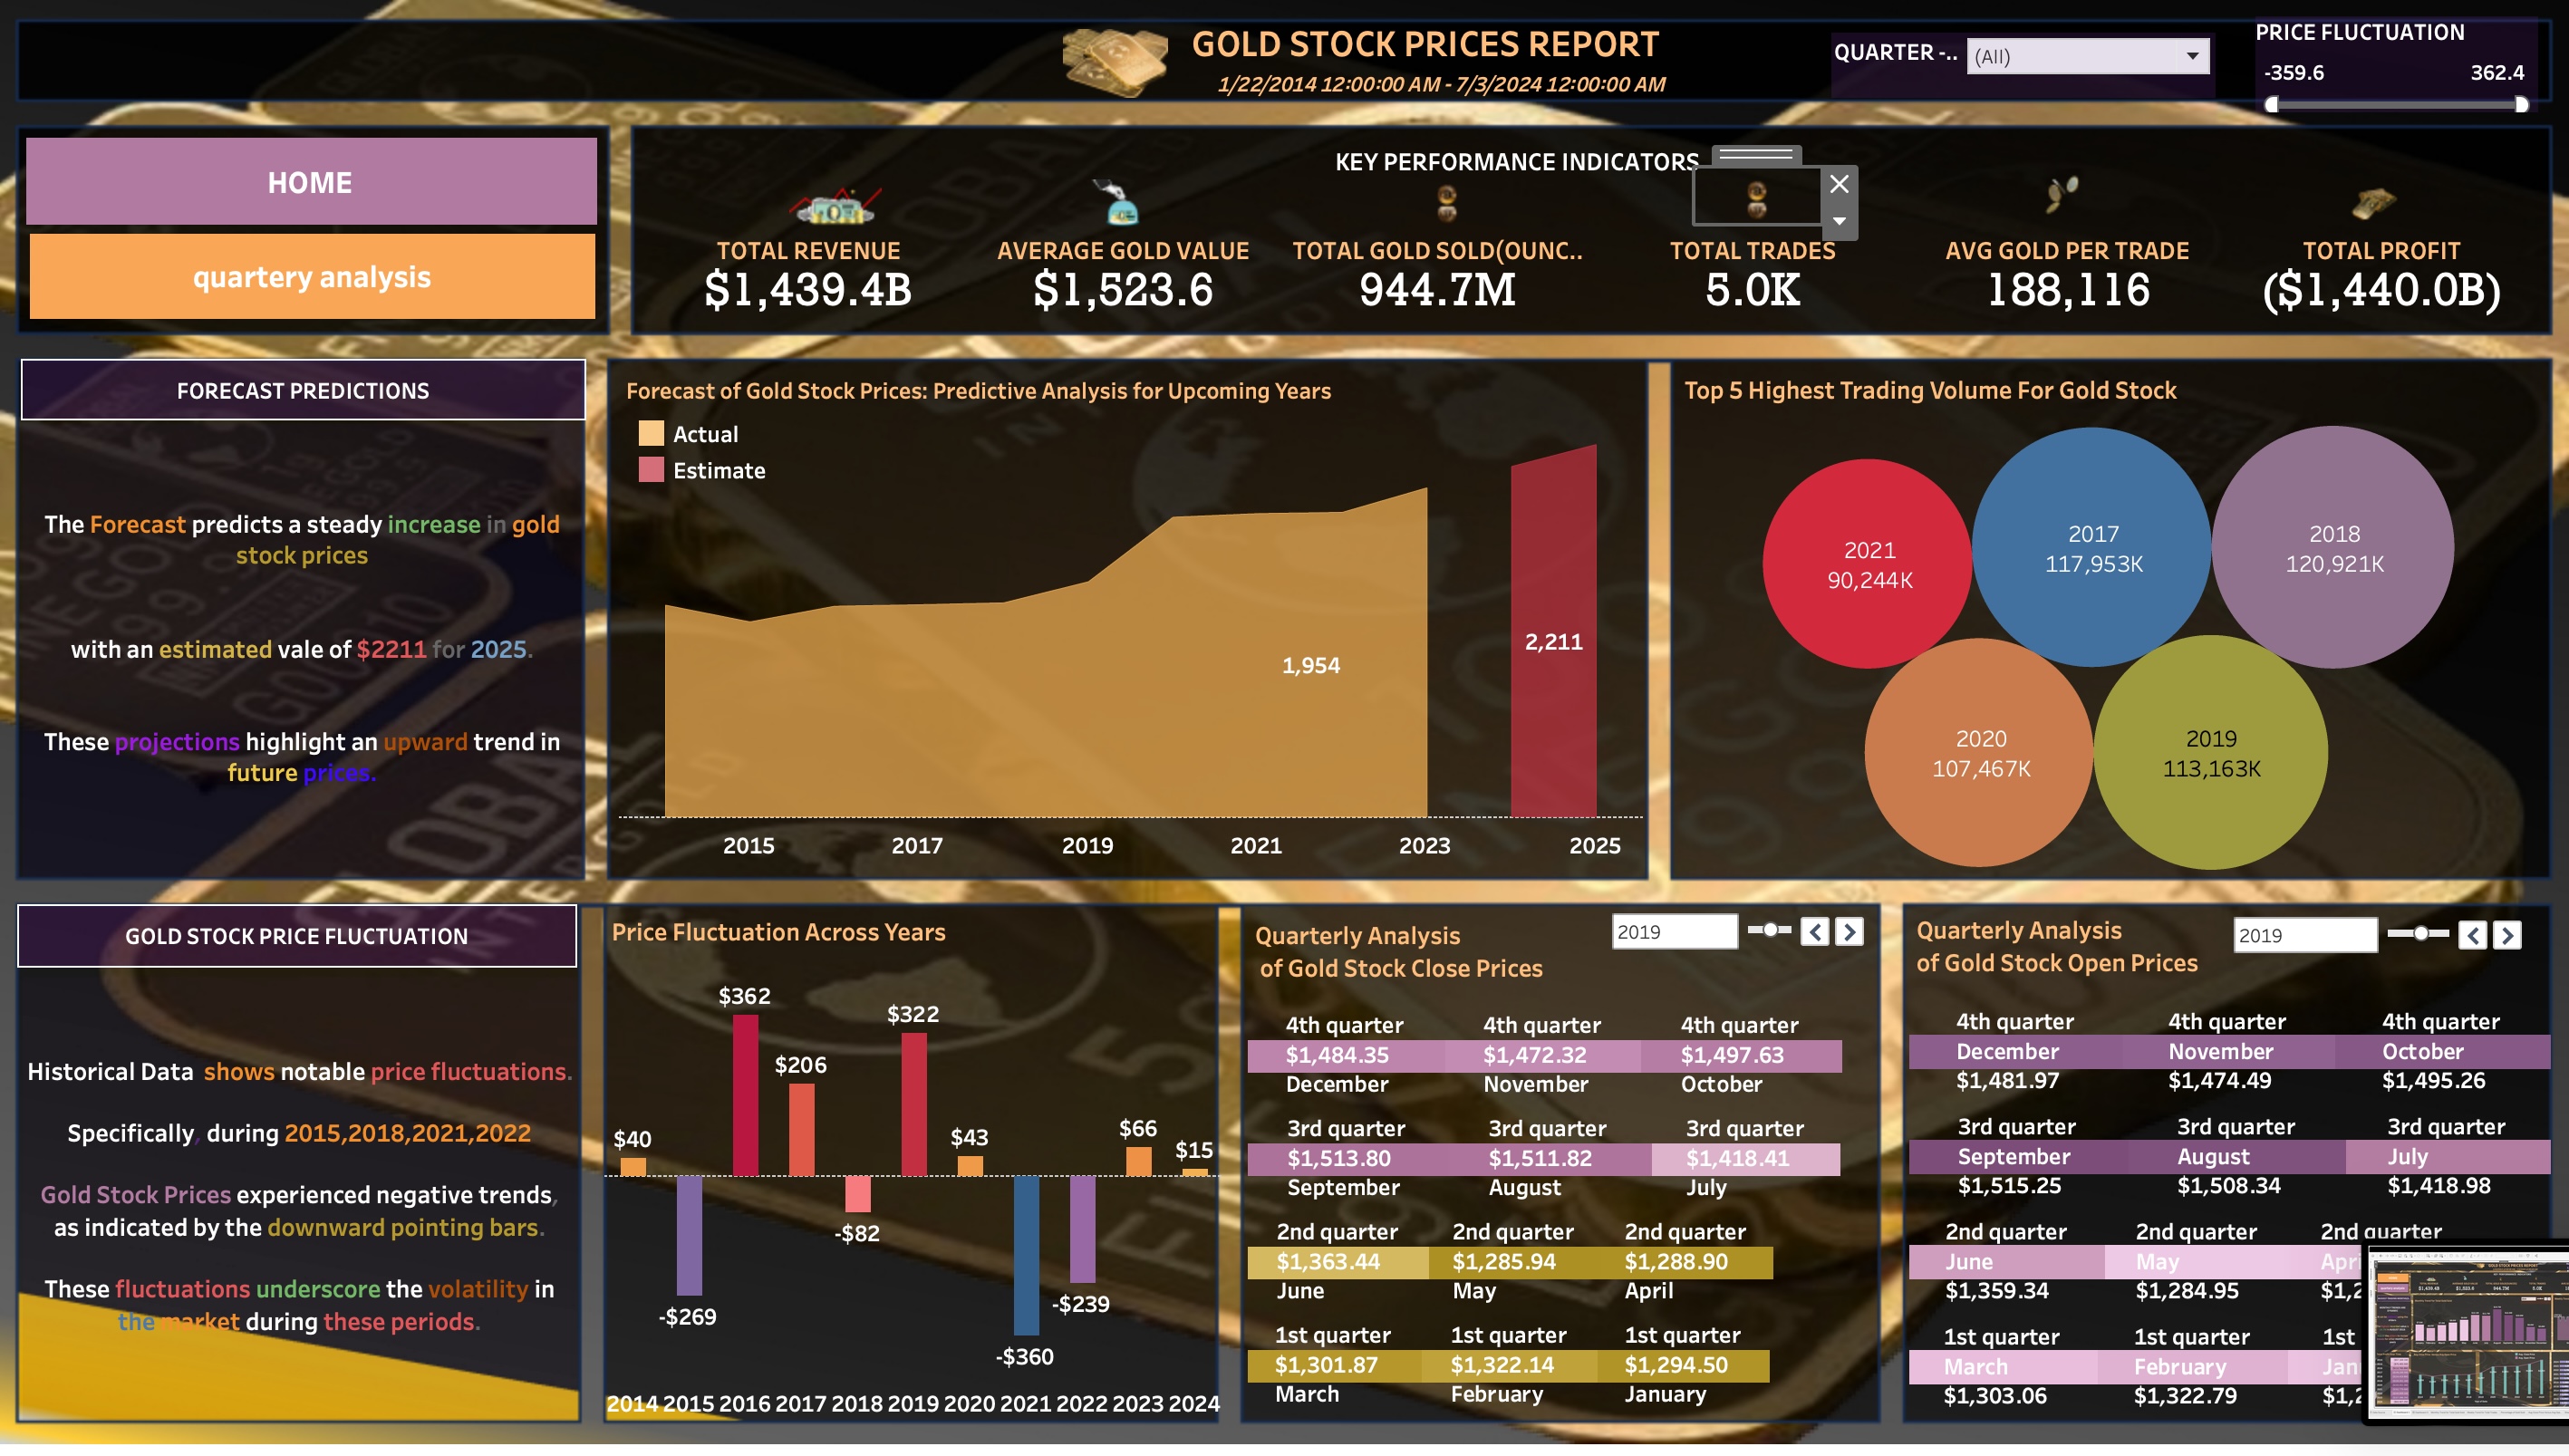 GOLD STOCK PRICES REPORT
1/22/2014 12:00:00 AM - 7/3/2024 12:00:00 AM
QUARTER -..
(All)
PRICE FLUCTUATION
-359.6 362.4
HOME
quartery analysis
KEY PERFORMANCE INDICATORS
TOTAL REVENUE
$1,439.4B
AVERAGE GOLD VALUE
$1,523.6
TOTAL GOLD SOLD(OUNC..
944.7M
TOTAL TRADES
5.0K
AVG GOLD PER TRADE
188,116
TOTAL PROFIT
($1,440.0B)
FORECAST PREDICTIONS
The Forecast predicts a steady increase in gold
stock prices
with an estimated vale of $2211 for 2025.
These projections highlight an upward trend in
future prices.
Forecast of Gold Stock Prices: Predictive Analysis for Upcoming Years
Actual
Estimate
1,954
2,211
2015 2017 2019 2021 2023 2025
Top 5 Highest Trading Volume For Gold Stock
2021
90,244K
2017
117,953K
2018
120,921K
2020
107,467K
2019
113,163K
GOLD STOCK PRICE FLUCTUATION
Historical Data shows notable price fluctuations.
Specifically, during 2015,2018,2021,2022
Gold Stock Prices experienced negative trends,
as indicated by the downward pointing bars.
These fluctuations underscore the volatility in
the market during these periods.
Price Fluctuation Across Years
$40
-$269
$362
$206
-$82
$322
$43
-$360
-$239
$66
$15
2014 2015 2016 2017 2018 2019 2020 2021 2022 2023 2024
Quarterly Analysis
of Gold Stock Close Prices
2019
4th quarter 4th quarter 4th quarter
$1,484.35 $1,472.32 $1,497.63
December November October
3rd quarter 3rd quarter 3rd quarter
$1,513.80 $1,511.82 $1,418.41
September August July
2nd quarter 2nd quarter 2nd quarter
$1,363.44 $1,285.94 $1,288.90
June May April
1st quarter 1st quarter 1st quarter
$1,301.87 $1,322.14 $1,294.50
March February January
Quarterly Analysis
of Gold Stock Open Prices
2019
4th quarter 4th quarter 4th quarter
December November October
$1,481.97 $1,474.49 $1,495.26
3rd quarter 3rd quarter 3rd quarter
September August July
$1,515.25 $1,508.34 $1,418.98
2nd quarter 2nd quarter 2nd quarter
June May Apri
$1,359.34 $1,284.95 $1,2
1st quarter 1st quarter 1st
March February Jan
$1,303.06 $1,322.79 $1,2